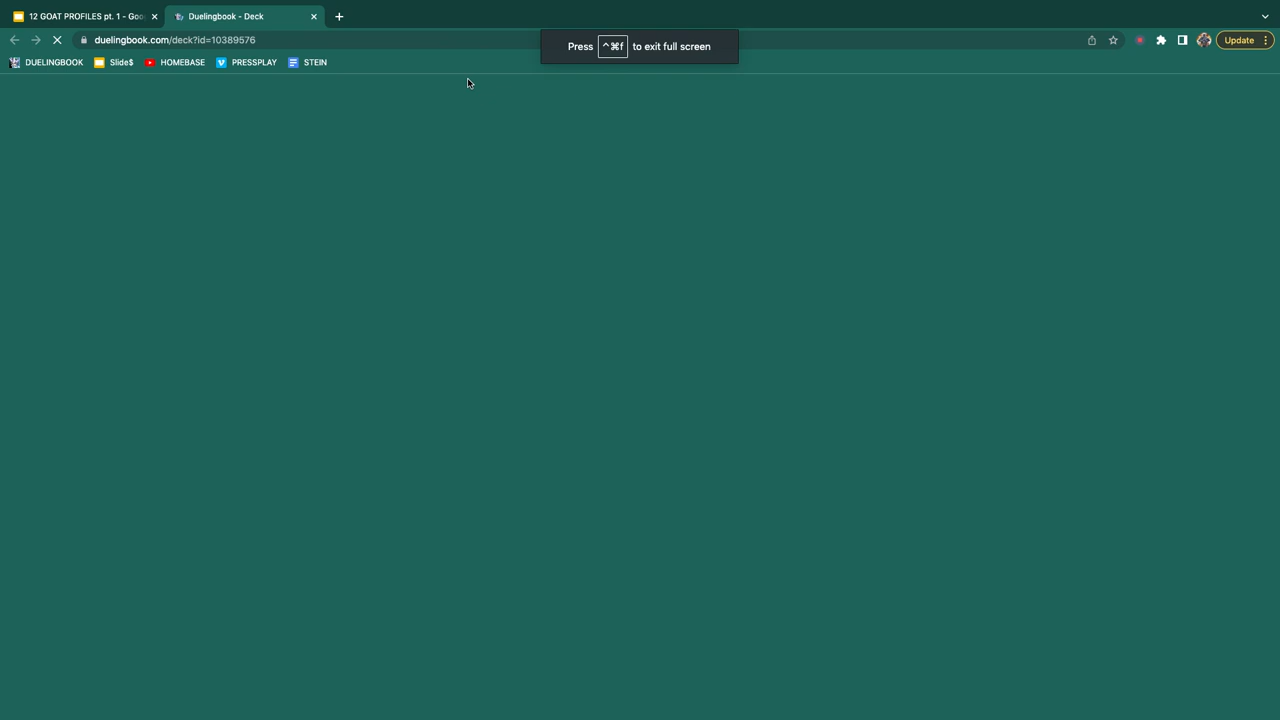 12 GOAT PROFILES pt. 1 - Goo
Duelingbook - Deck
duelingbook.com/deck?id=10389576
Update
Press ^⌘f to exit full screen
DUELINGBOOK
Slide$
HOMEBASE
PRESSPLAY
STEIN